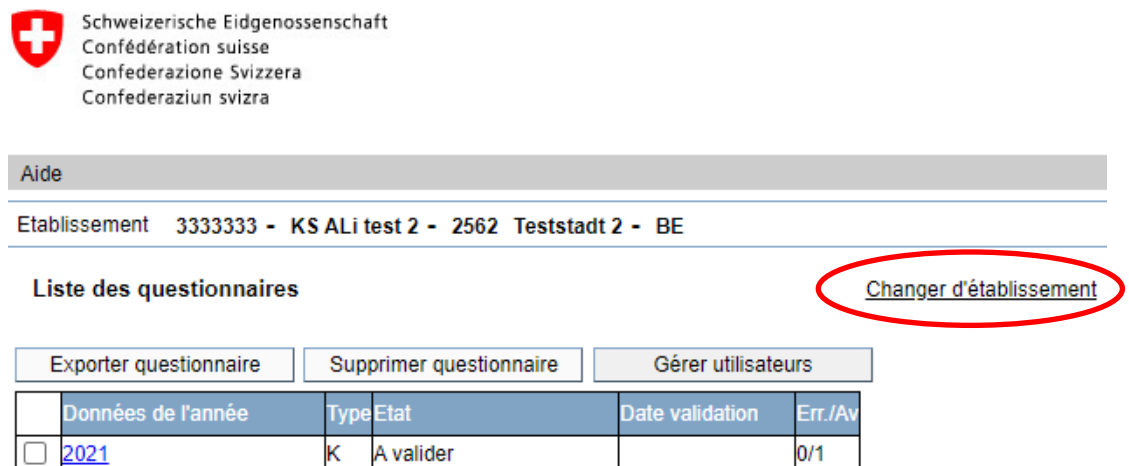 Schweizerische Eidgenossenschaft
Confédération suisse
Confederazione Svizzera
Confederaziun svizra
Aide
Etablissement 3333333 - KS ALi test 2 - 2562 Teststadt 2 - BE
Liste des questionnaires Changer d'établissement
Exporter questionnaire Supprimer questionnaire Gérer utilisateurs
Données de l'année Type Etat Date validation Err./Av
2021 K A valider 0/1